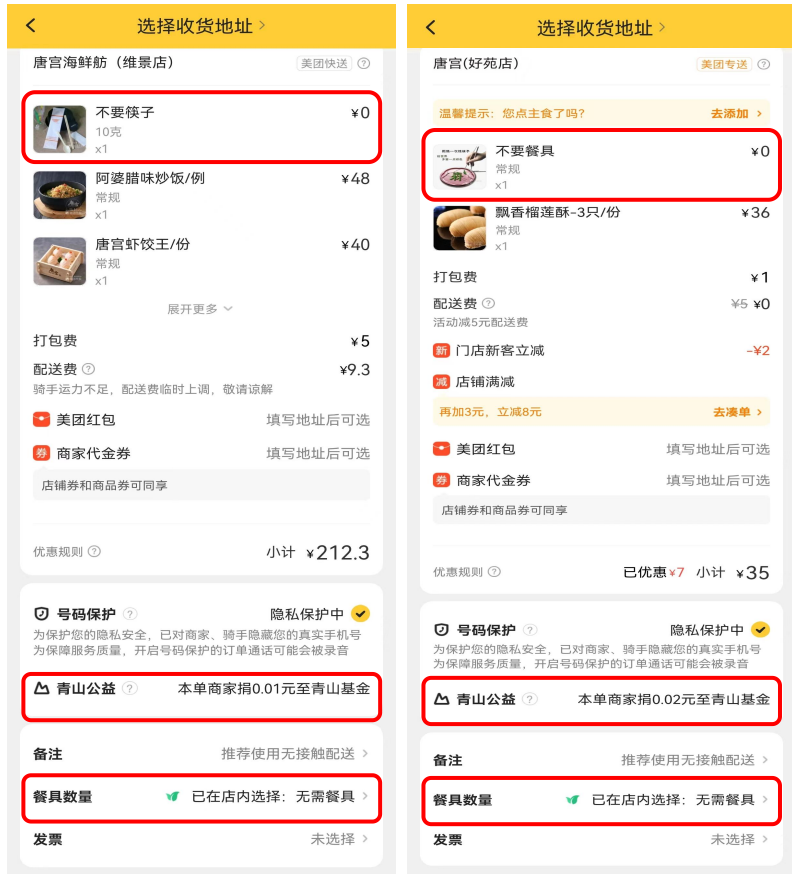 选择收货地址
唐宫海鲜舫（维景店）
美团快送
不要筷子
¥0
10克
x1
阿婆腊味炒饭/例
¥48
常规
x1
唐宫虾饺王/份
¥40
常规
x1
展开更多
打包费
¥5
配送费
¥9.3
骑手运力不足，配送费临时上调，敬请谅解
美团红包
填写地址后可选
券 商家代金券
填写地址后可选
店铺券和商品券可同享
优惠规则
小计 ¥212.3
号码保护
隐私保护中
为保护您的隐私安全，已对商家、骑手隐藏您的真实手机号
为保障服务质量，开启号码保护的订单通话可能会被录音
青山公益
本单商家捐0.01元至青山基金
备注
推荐使用无接触配送
餐具数量
已在店内选择：无需餐具
发票
未选择
选择收货地址
唐宫(好苑店)
美团专送
温馨提示：您点主食了吗?
去添加
不要餐具
¥0
常规
x1
飘香榴莲酥-3只/份
¥36
常规
x1
打包费
¥1
配送费
¥5 ¥0
活动减5元配送费
新 门店新客立减
-¥2
减 店铺满减
再加3元，立减8元
去凑单
美团红包
填写地址后可选
券 商家代金券
填写地址后可选
店铺券和商品券可同享
优惠规则
已优惠¥7 小计 ¥35
号码保护
隐私保护中
为保护您的隐私安全，已对商家、骑手隐藏您的真实手机号
为保障服务质量，开启号码保护的订单通话可能会被录音
青山公益
本单商家捐0.02元至青山基金
备注
推荐使用无接触配送
餐具数量
已在店内选择：无需餐具
发票
未选择